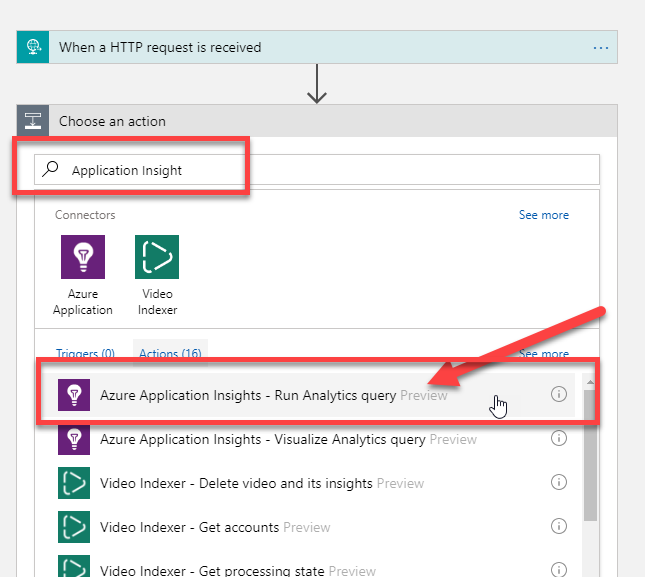 When a HTTP request is received
Choose an action
Application Insight
Connectors
See more
Azure
Application
Video
Indexer
Triggers (0)
Actions (16)
See more
Azure Application Insights - Run Analytics query Preview
Azure Application Insights - Visualize Analytics query Preview
Video Indexer - Delete video and its insights Preview
Video Indexer - Get accounts Preview
Video Indexer - Get processing state Preview